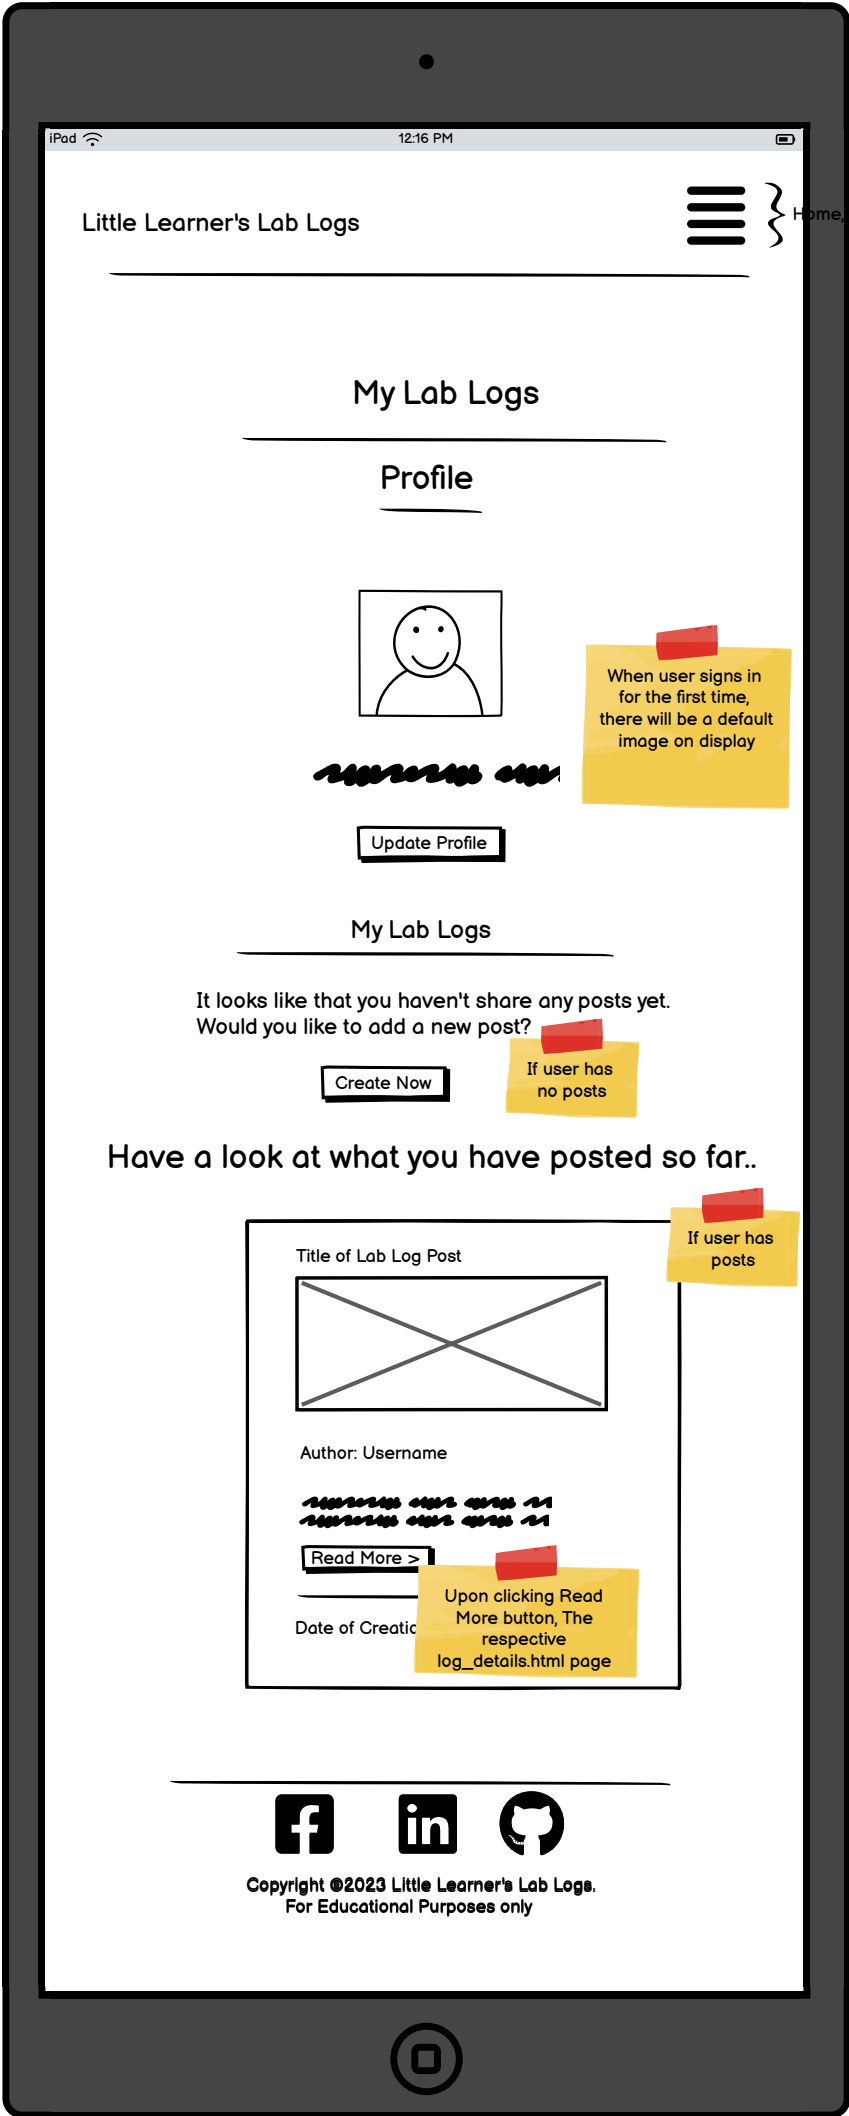 iPad
12:16 PM
Little Learner's Lab Logs
Home,
My Lab Logs
Profile
When user signs in
for the first time,
there will be a default
image on display
Update Profile
My Lab Logs
It looks like that you haven't share any posts yet.
Would you like to add a new post?
If user has
no posts
Create Now
Have a look at what you have posted so far..
If user has
posts
Title of Lab Log Post
Author: Username
Read More >
Upon clicking Read
More button, The
respective
log_details.html page
Date of
in
Copyright ©2023 Little Learner's Lab Logs.
For Educational Purposes only